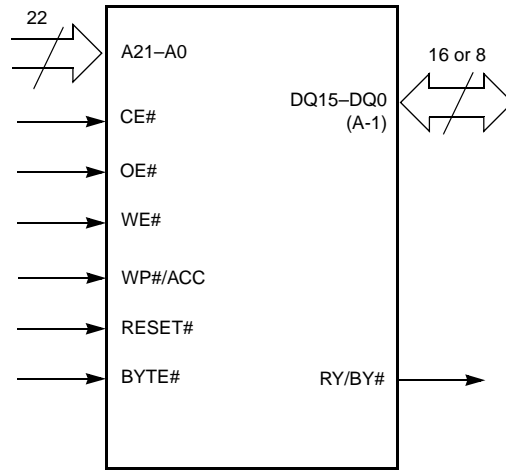 22
A21–A0
16 or 8
DQ15–DQ0
(A-1)
CE#
OE#
WE#
WP#/ACC
RESET#
BYTE#
RY/BY#